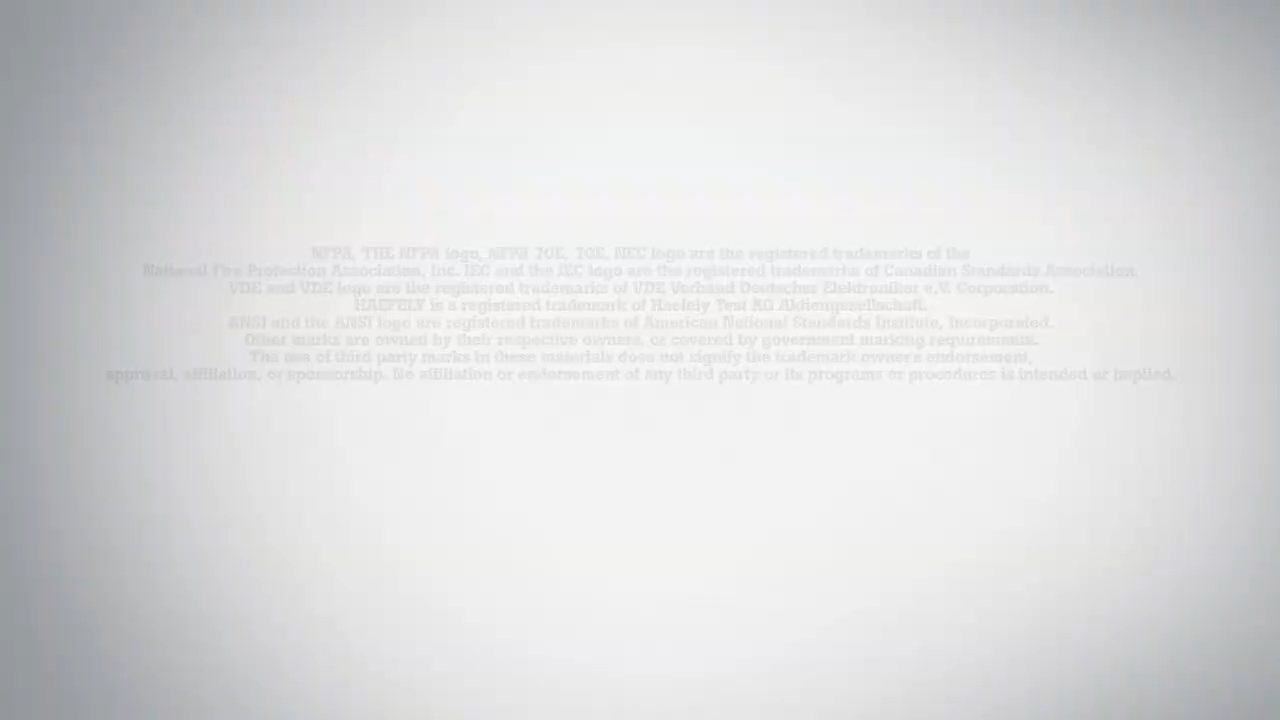 NFPA, THE NFPA logo, NFPA 70E, 70E, NEC logo are the registered trademarks of the
National Fire Protection Association, Inc. IEC and the IEC logo are the registered trademarks of Canadian Standards Association.
VDE and VDE logo are the registered trademarks of VDE Verband Deutscher Elektroniker e.V. Corporation.
HAEFELY is a registered trademark of Haefely Test AG Aktiengesellschaft.
ANSI and the ANSI logo are registered trademarks of American National Standards Institute, Incorporated.
Other marks are owned by their respective owners, or covered by government marking requirements.
The use of third party marks in these materials does not signify the trademark owner's endorsement,
approval, affiliation, or sponsorship. No affiliation or endorsement of any third party or its programs or procedures is intended or implied.